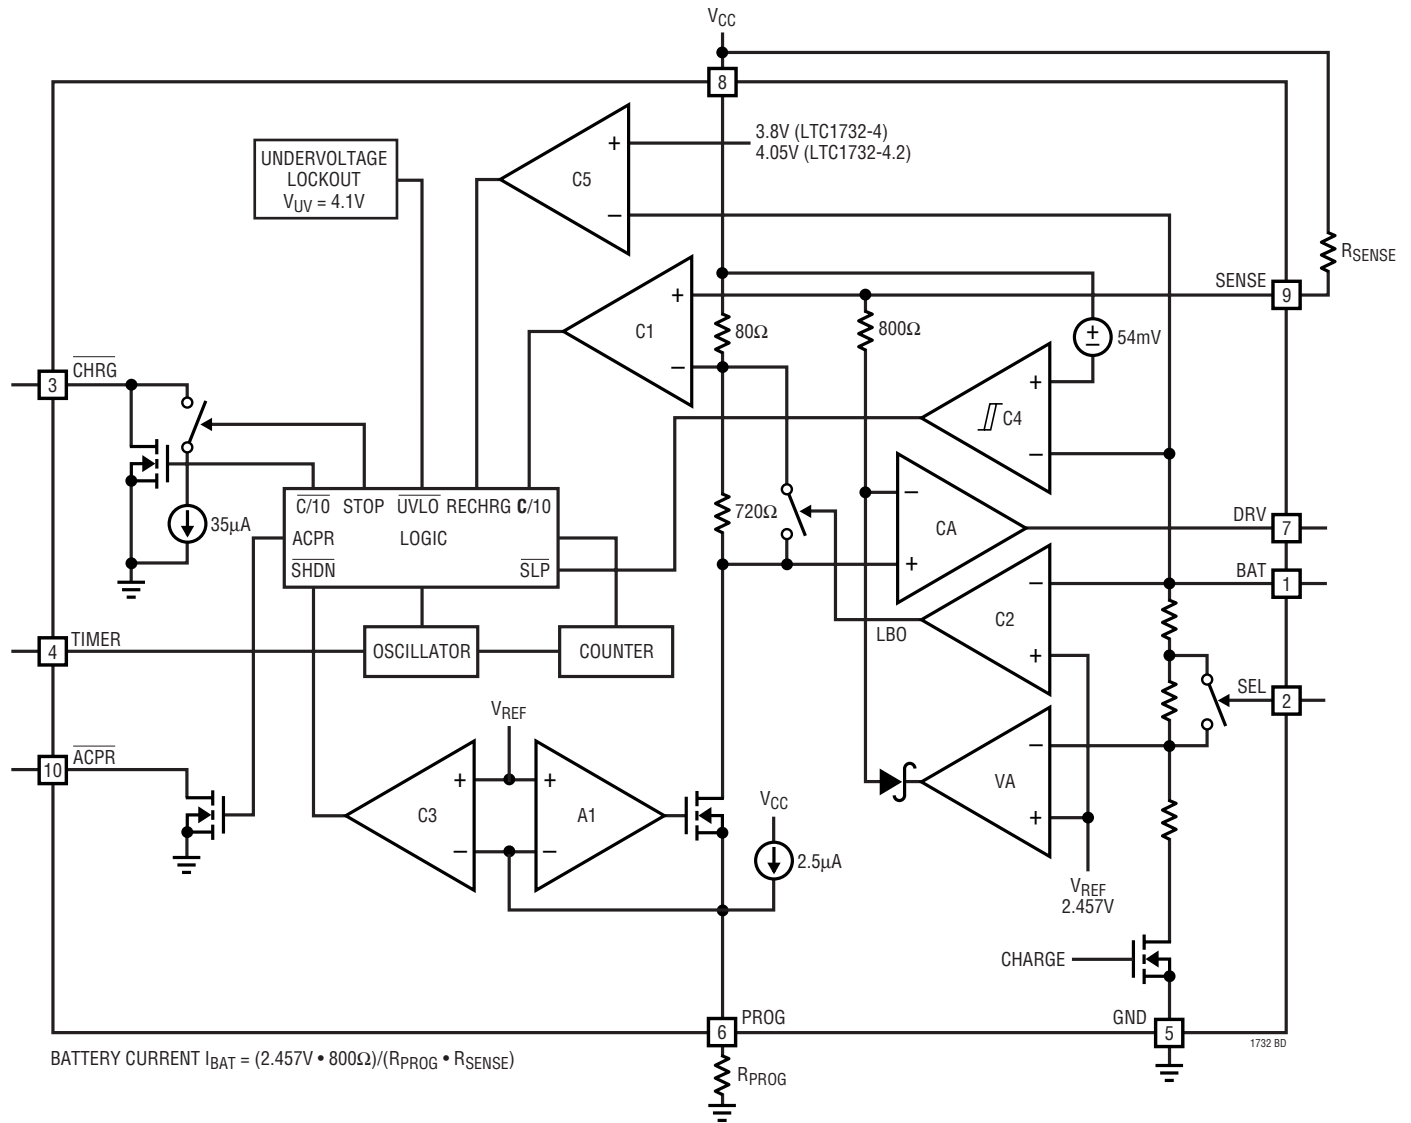 VCC
8
3.8V (LTC1732-4)
4.05V (LTC1732-4.2)
UNDERVOLTAGE
LOCKOUT
VUV = 4.1V
+
C5
–
RSENSE
SENSE
9
+
C1
–
80Ω
800Ω
+
–
54mV
CHRG
3
+
C4
–
35µA
C/10 STOP UVLO RECHRG C/10
ACPR LOGIC
SHDN SLP
720Ω
–
CA
+
DRV
7
BAT
1
–
C2
+
LBO
TIMER
4
OSCILLATOR
COUNTER
SEL
2
VREF
ACPR
10
+
C3
–
+
A1
–
VCC
2.5µA
–
VA
+
VREF
2.457V
CHARGE
PROG
6
GND
5
1732 BD
BATTERY CURRENT IBAT = (2.457V • 800Ω)/(RPROG • RSENSE)
RPROG